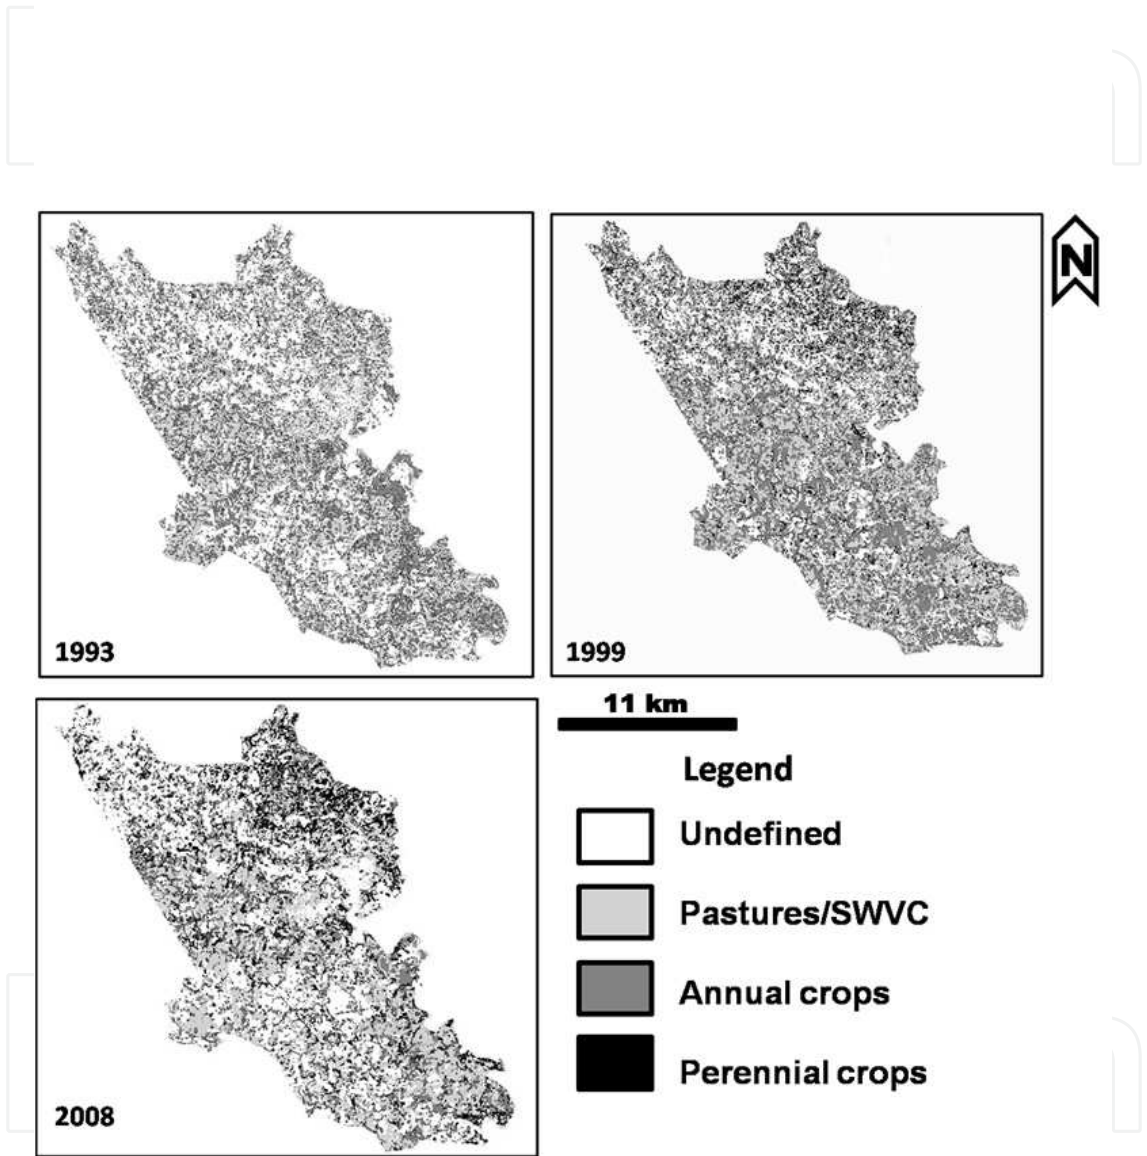 N
1993
1999
11 km
Legend
Undefined
Pastures/SWVC
Annual crops
Perennial crops
2008